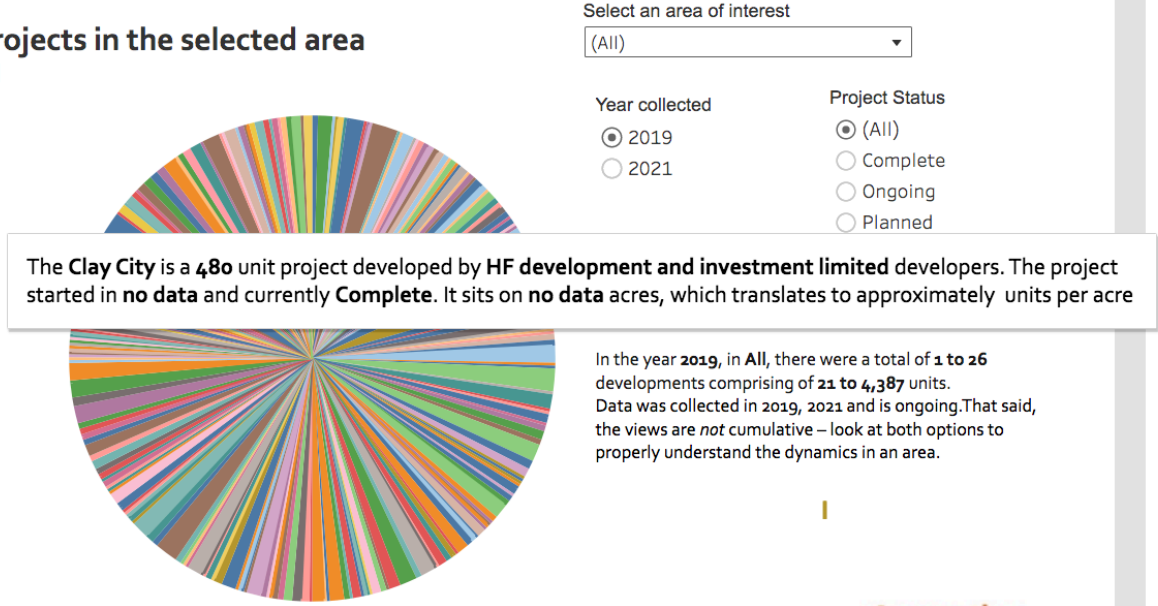 rojects in the selected area
Select an area of interest
(All)
Year collected
2019
2021
Project Status
(All)
Complete
Ongoing
Planned
The Clay City is a 480 unit project developed by HF development and investment limited developers. The project
started in no data and currently Complete. It sits on no data acres, which translates to approximately  units per acre
In the year 2019, in All, there were a total of 1 to 26
developments comprising of 21 to 4,387 units.
Data was collected in 2019, 2021 and is ongoing.That said,
the views are not cumulative – look at both options to
properly understand the dynamics in an area.